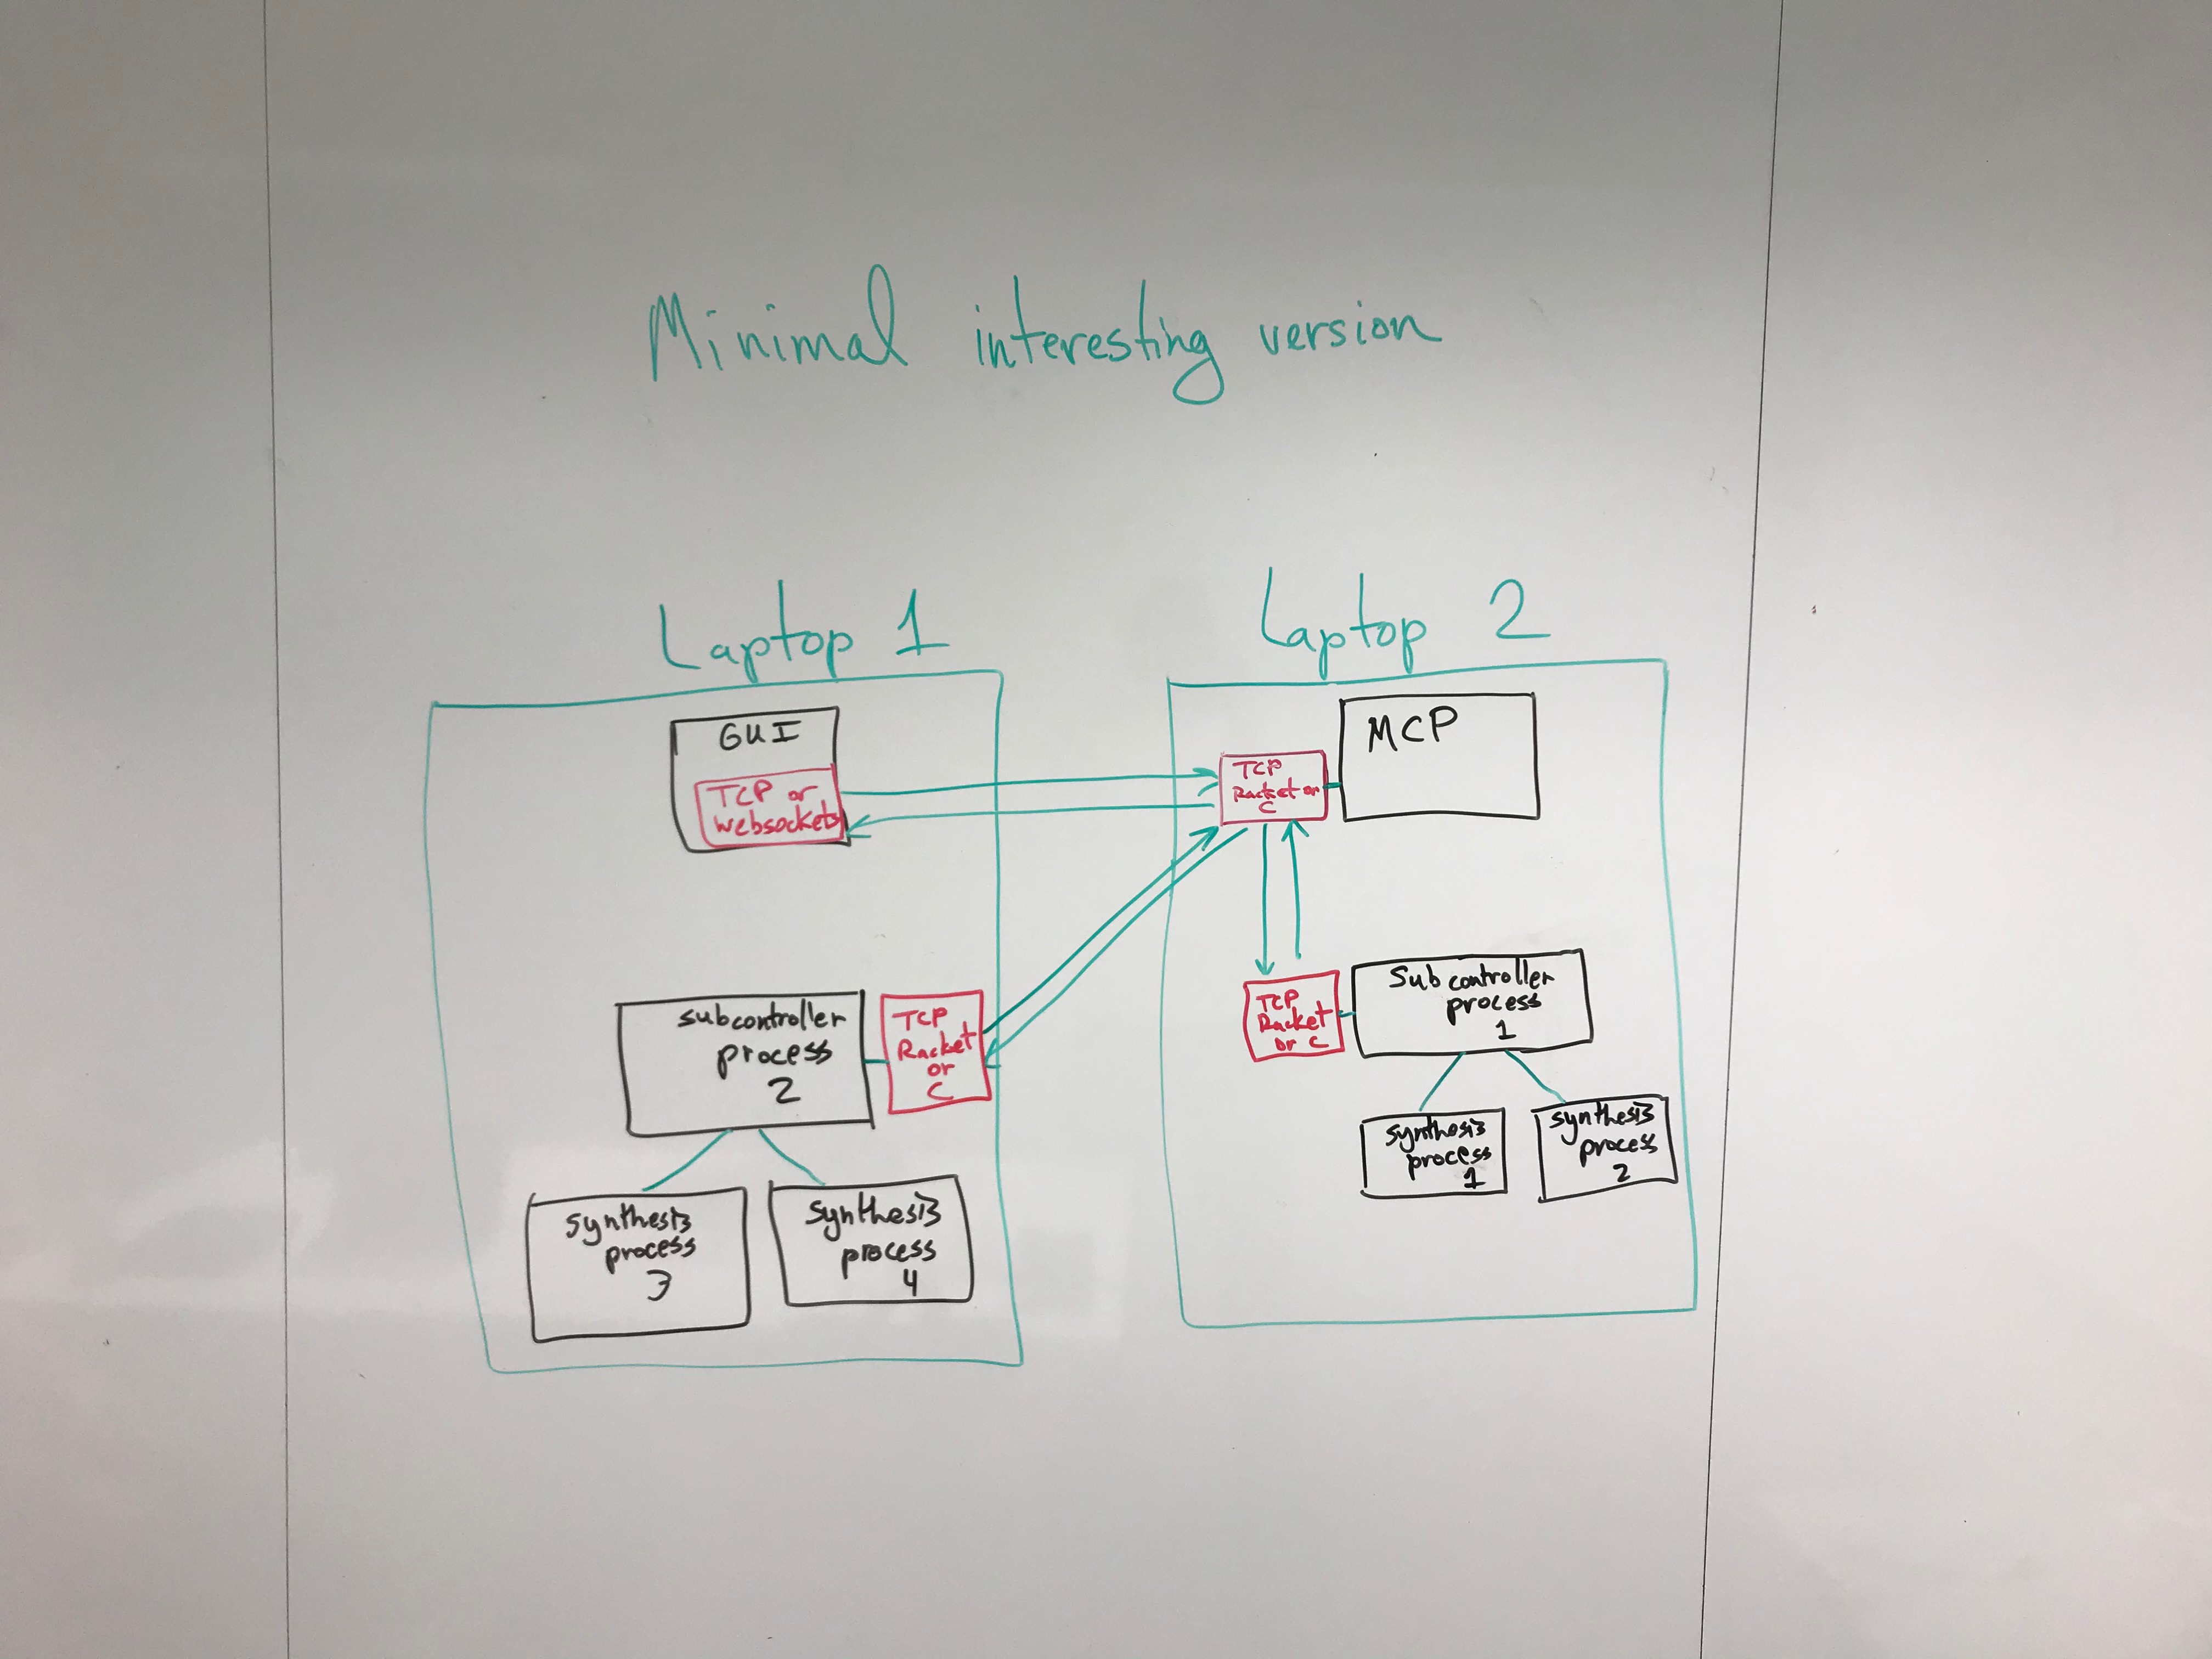 Minimal interesting version
Laptop 1
GUI
TCP or
websockets
subcontroller
process
2
TCP
Racket
or
C
synthesis
process
3
synthesis
process
4
Laptop 2
TCP
Racket or
C
MCP
TCP
Racket
or C
Subcontroller
process
1
synthesis
process
1
synthesis
process
2